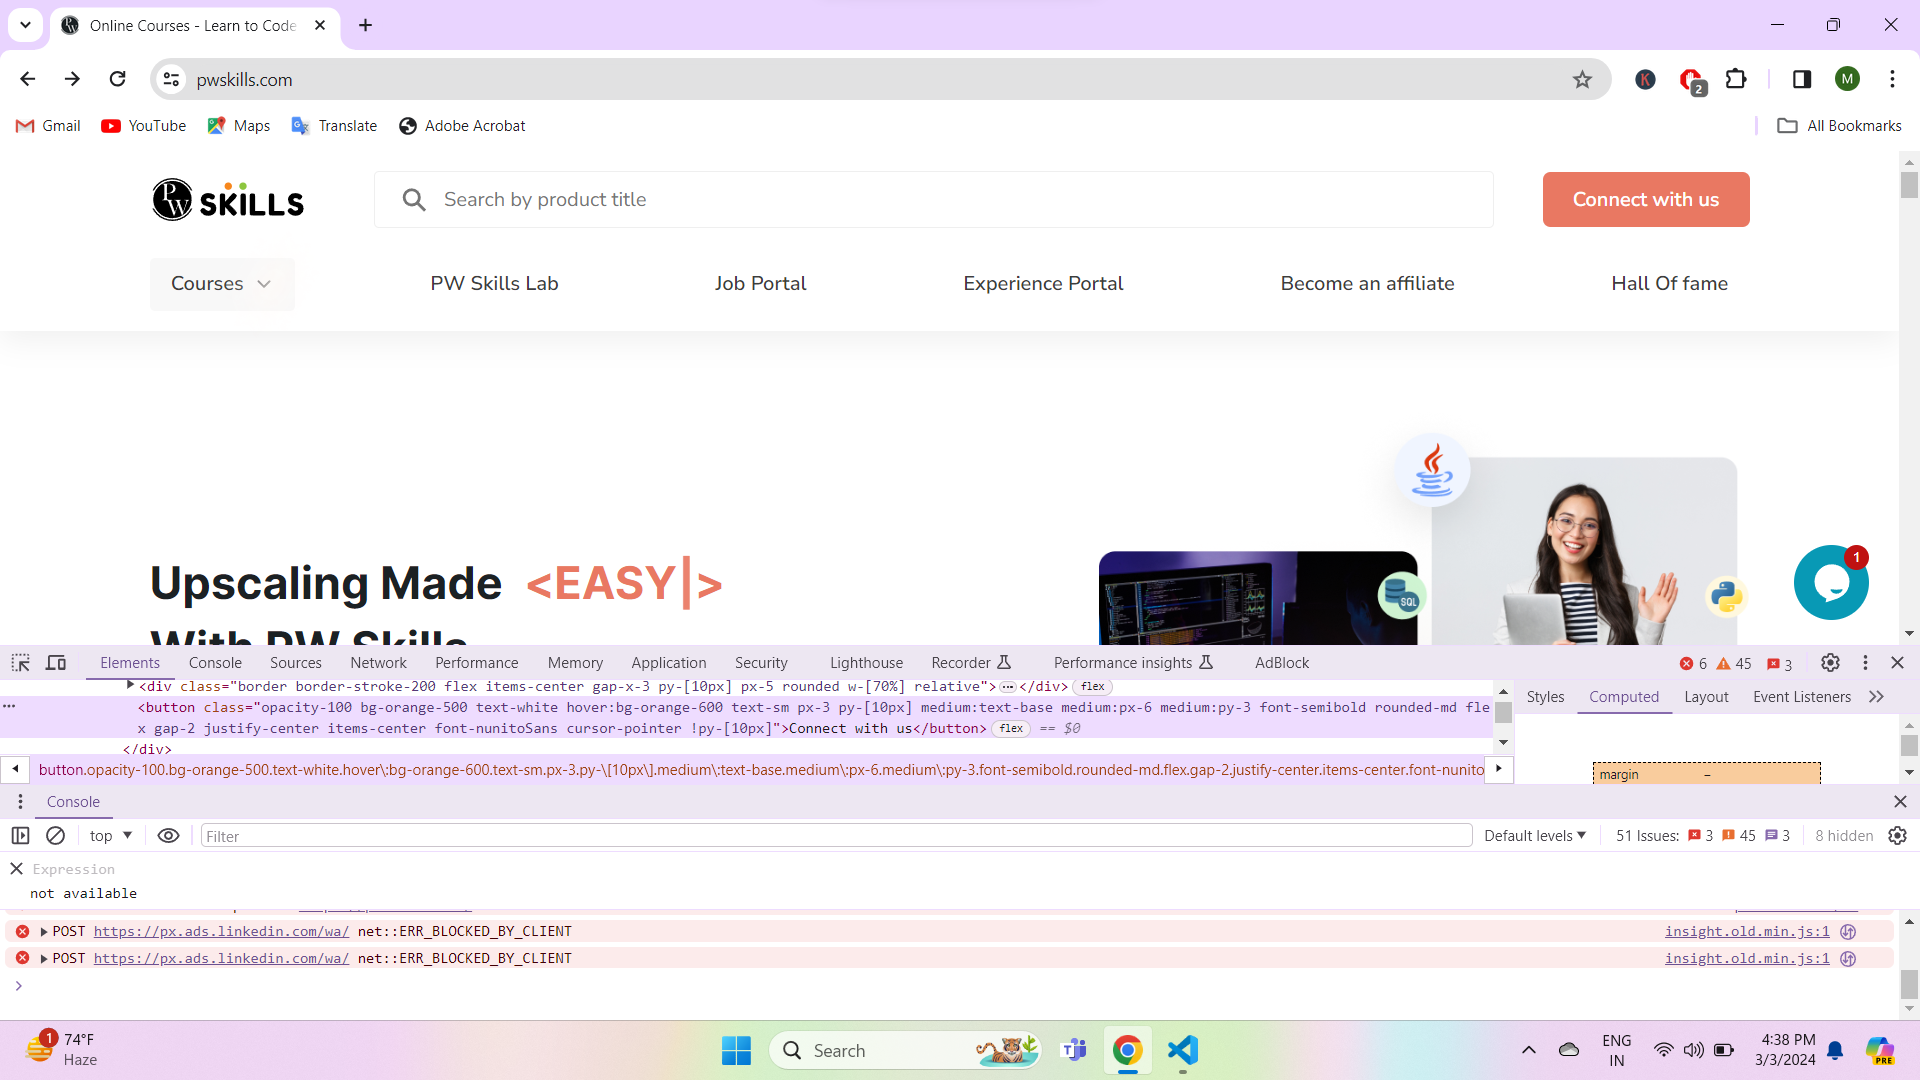 Online Courses - Learn to Code
pwskills.com
K
2
M
Gmail
YouTube
Maps
Translate
Adobe Acrobat
All Bookmarks
PW SKILLS
Search by product title
Connect with us
Courses
PW Skills Lab
Job Portal
Experience Portal
Become an affiliate
Hall Of fame
Upscaling Made <EASY|>
With PW Skills
SQL
1
Elements
Console
Sources
Network
Performance
Memory
Application
Security
Lighthouse
Recorder
Performance insights
AdBlock
6
45
3
<div class="border border-stroke-200 flex items-center gap-x-3 py-[10px] px-5 rounded w-[70%] relative">…</div> flex
<button class="opacity-100 bg-orange-500 text-white hover:bg-orange-600 text-sm px-3 py-[10px] medium:text-base medium:px-6 medium:py-3 font-semibold rounded-md fle
x gap-2 justify-center items-center font-nunitoSans cursor-pointer !py-[10px]">Connect with us</button> flex == $0
</div>
button.opacity-100.bg-orange-500.text-white.hover\:bg-orange-600.text-sm.px-3.py-\[10px\].medium\:text-base.medium\:px-6.medium\:py-3.font-semibold.rounded-md.flex.gap-2.justify-center.items-center.font-nunito
Styles
Computed
Layout
Event Listeners
margin
–
Console
top
Filter
Default levels
51 Issues: 3 45 3
8 hidden
Expression
not available
POST https://px.ads.linkedin.com/wa/ net::ERR_BLOCKED_BY_CLIENT
insight.old.min.js:1
POST https://px.ads.linkedin.com/wa/ net::ERR_BLOCKED_BY_CLIENT
insight.old.min.js:1
1
74°F
Haze
Search
ENG
IN
4:38 PM
3/3/2024
PRE